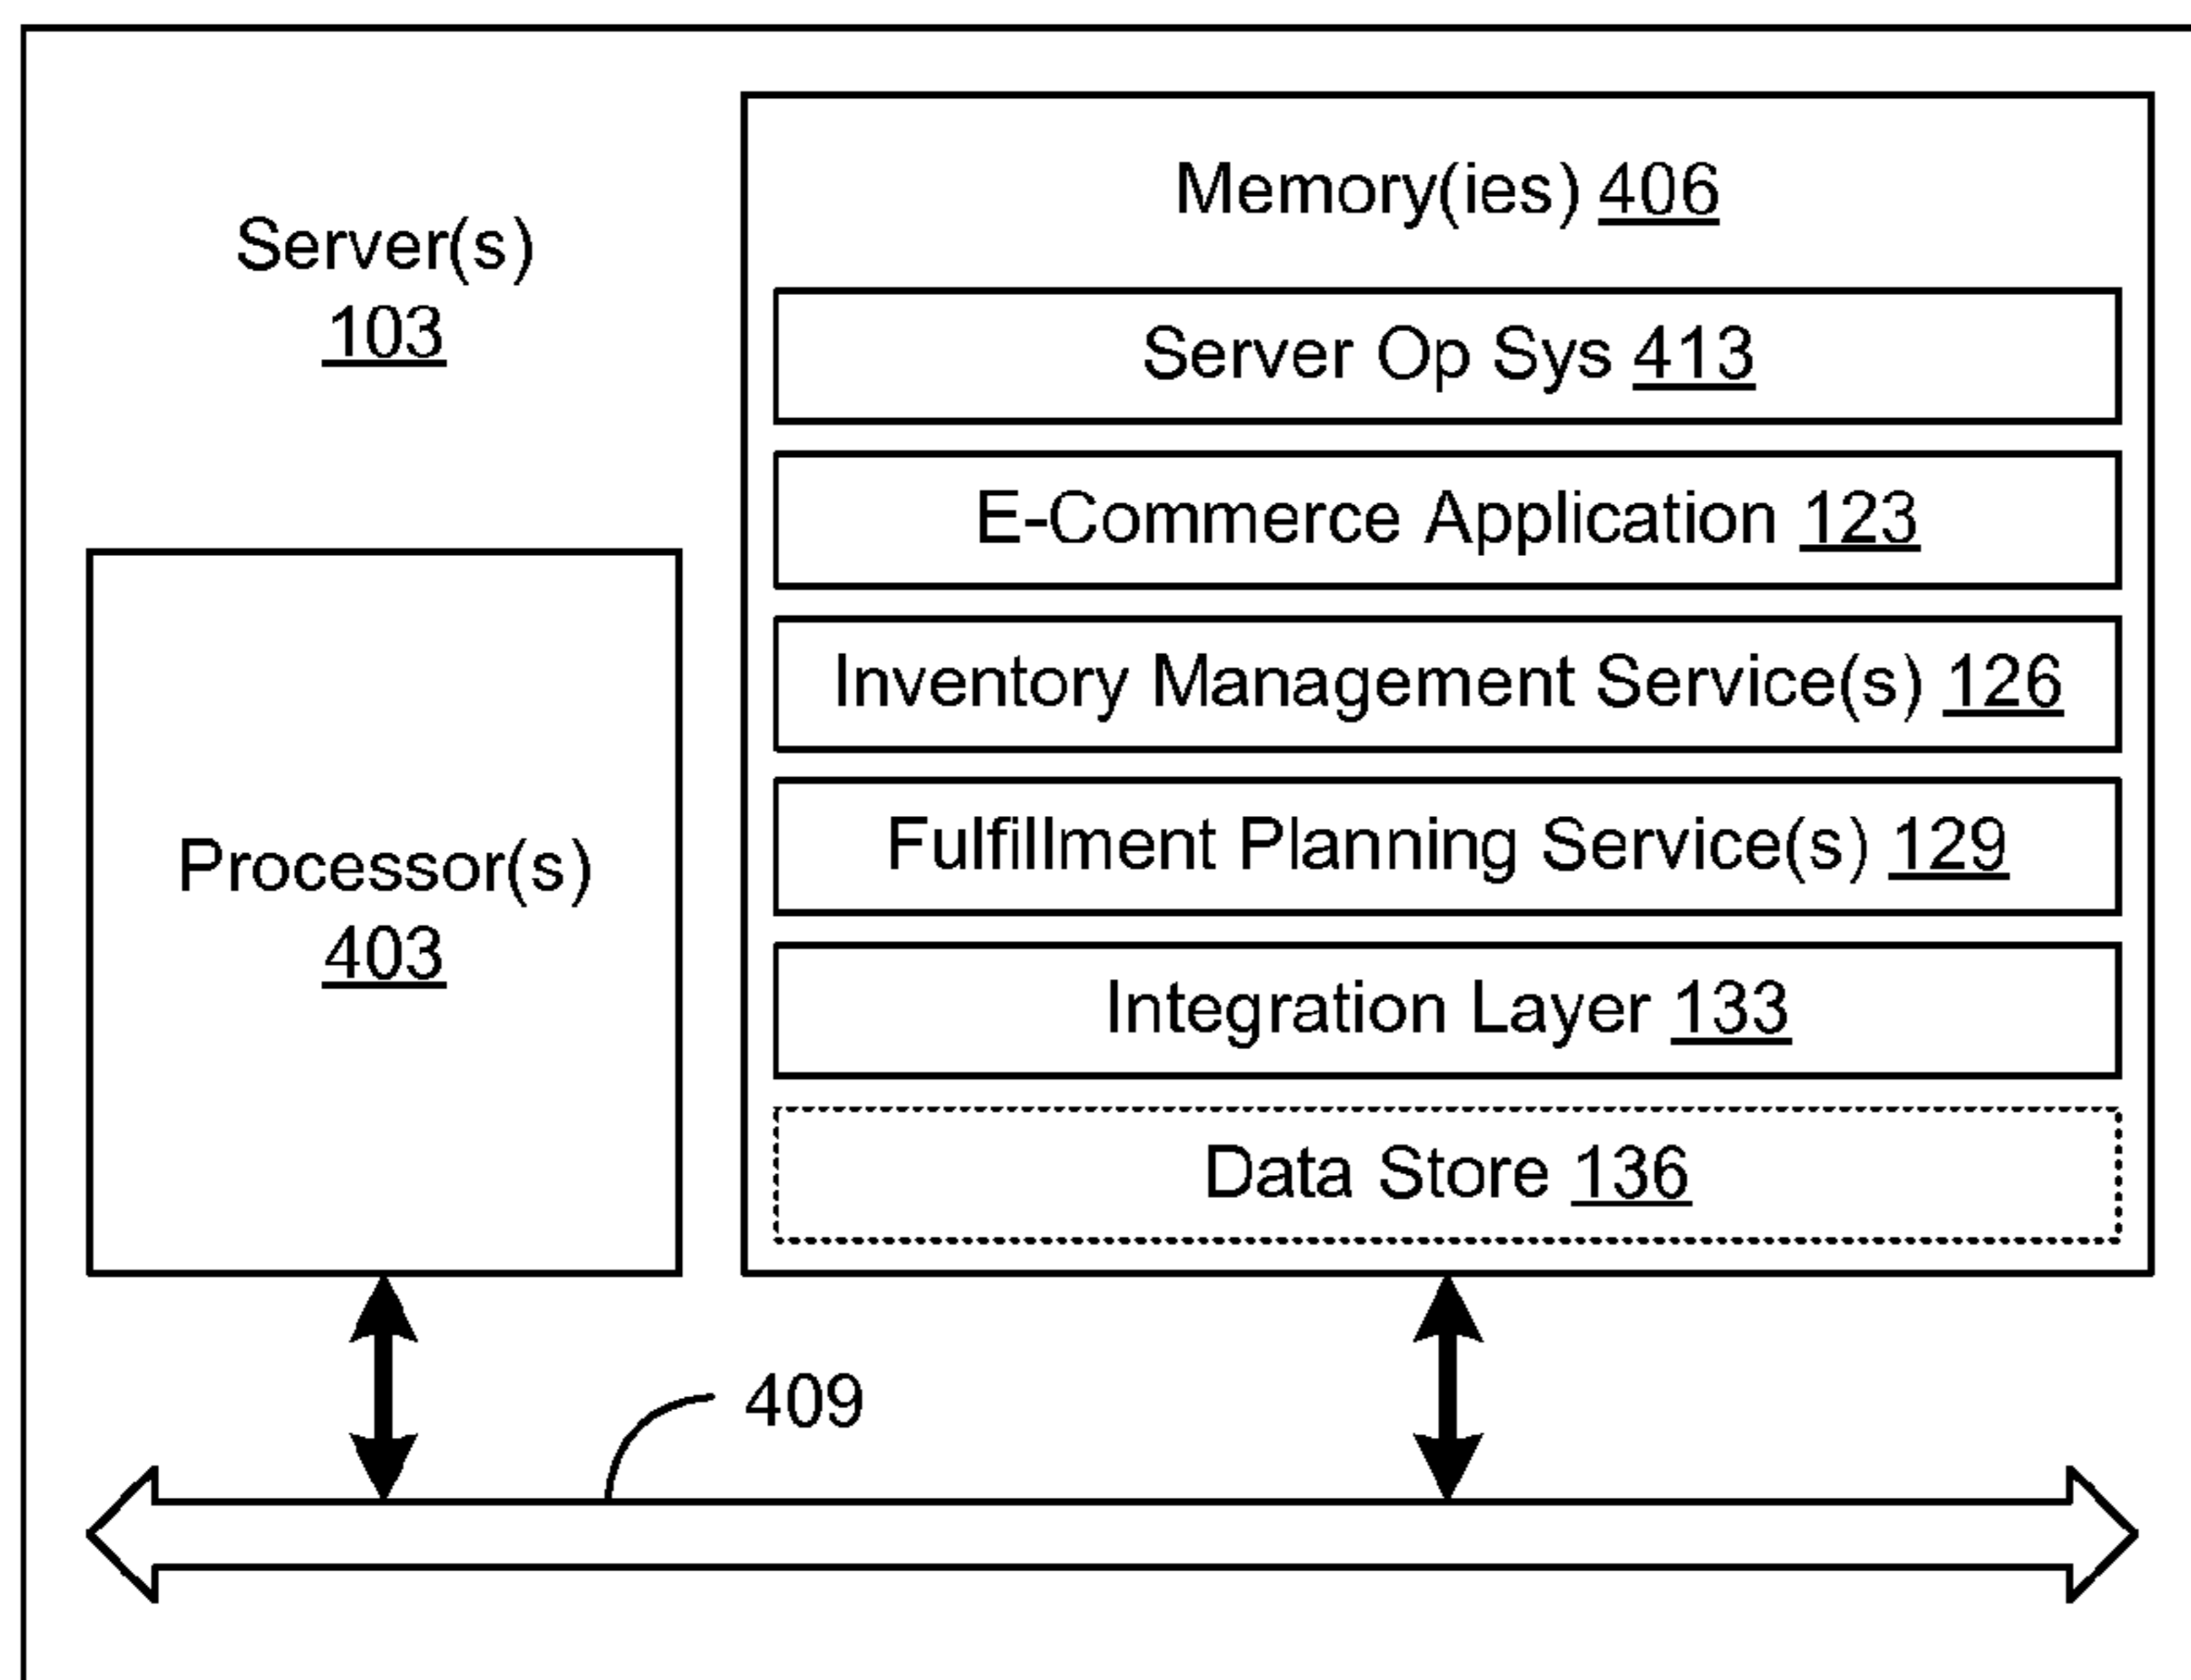 Server(s)
103
Memory(ies) 406
Server Op Sys 413
E-Commerce Application 123
Inventory Management Service(s) 126
Fulfillment Planning Service(s) 129
Integration Layer 133
Data Store 136
Processor(s)
403
409